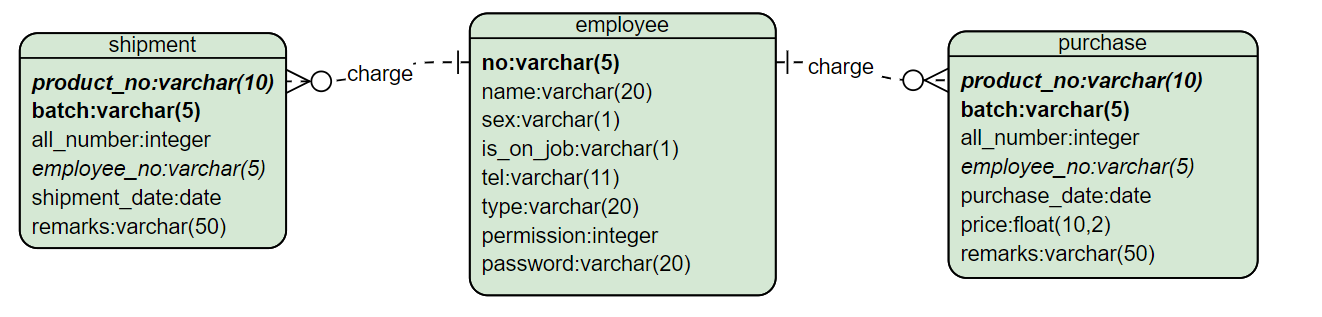 shipment
product_no:varchar(10)
batch:varchar(5)
all_number:integer
employee_no:varchar(5)
shipment_date:date
remarks:varchar(50)
charge
employee
no:varchar(5)
name:varchar(20)
sex:varchar(1)
is_on_job:varchar(1)
tel:varchar(11)
type:varchar(20)
permission:integer
password:varchar(20)
charge
purchase
product_no:varchar(10)
batch:varchar(5)
all_number:integer
employee_no:varchar(5)
purchase_date:date
price:float(10,2)
remarks:varchar(50)